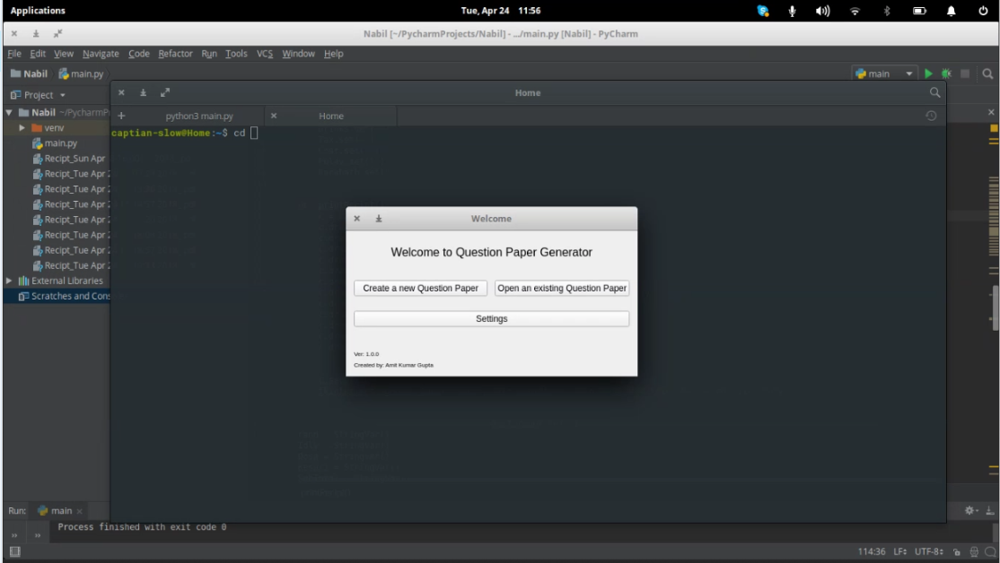 Applications
Tue, Apr 24 11:56
Nabil [~/PycharmProjects/Nabil] - .../main.py [Nabil] - PyCharm
File Edit View Navigate Code Refactor Run Tools VCS Window Help
Nabil main.py
main
Project
Home
Nabil ~/PycharmP
python3 main.py
Home
venv
captian-slow@Home:~$ cd
main.py
Recipt_Sun Apr
Recipt_Tue Apr 2
Recipt_Tue Apr 2
Recipt_Tue Apr 2
Recipt_Tue Apr 2
Recipt_Tue Apr 2
Recipt_Tue Apr 2
Recipt_Tue Apr 2
External Libraries
Scratches and Cons
Welcome
Welcome to Question Paper Generator
Create a new Question Paper
Open an existing Question Paper
Settings
Ver: 1.0.0
Created by: Amit Kumar Gupta
Run: main
Process finished with exit code 0
114:36 LF÷ UTF-8÷